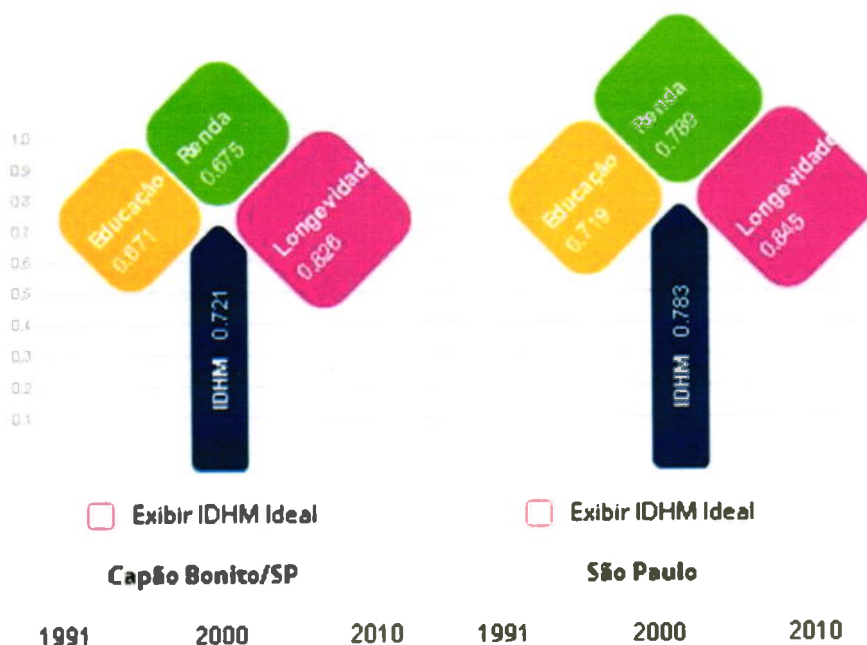 1.0
0.9
0.8
0.7
0.6
0.5
0.4
0.3
0.2
0.1
Renda
0.675
Educação
0.671
Longevidade
0.826
IDHM 0.721
Renda
0.789
Educação
0.719
Longevidade
0.845
IDHM 0.783
Exibir IDHM Ideal
Exibir IDHM Ideal
Capão Bonito/SP
São Paulo
1991 2000 2010 1991 2000 2010